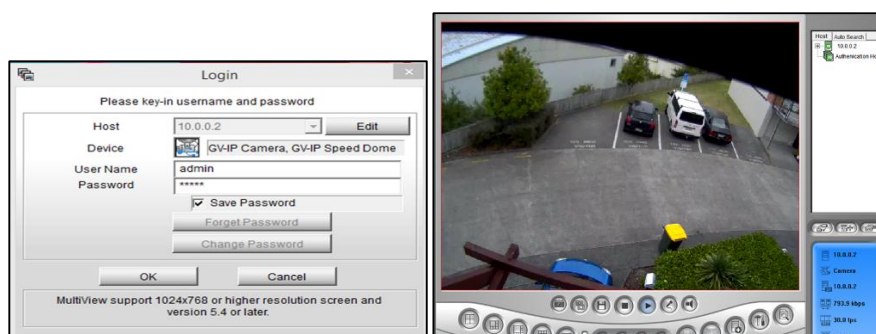 Login
Please key-in username and password
Host
10.0.0.2
Edit
Device
GV-IP Camera, GV-IP Speed Dome
User Name
admin
Password
*****
Save Password
Forget Password
Change Password
OK
Cancel
MultiView support 1024x768 or higher resolution screen and
version 5.4 or later.
Host
Auto Search
10.0.0.2
Authentication Ho
10.0.0.2
Camera
10.0.0.2
793.9 kbps
30.0 fps